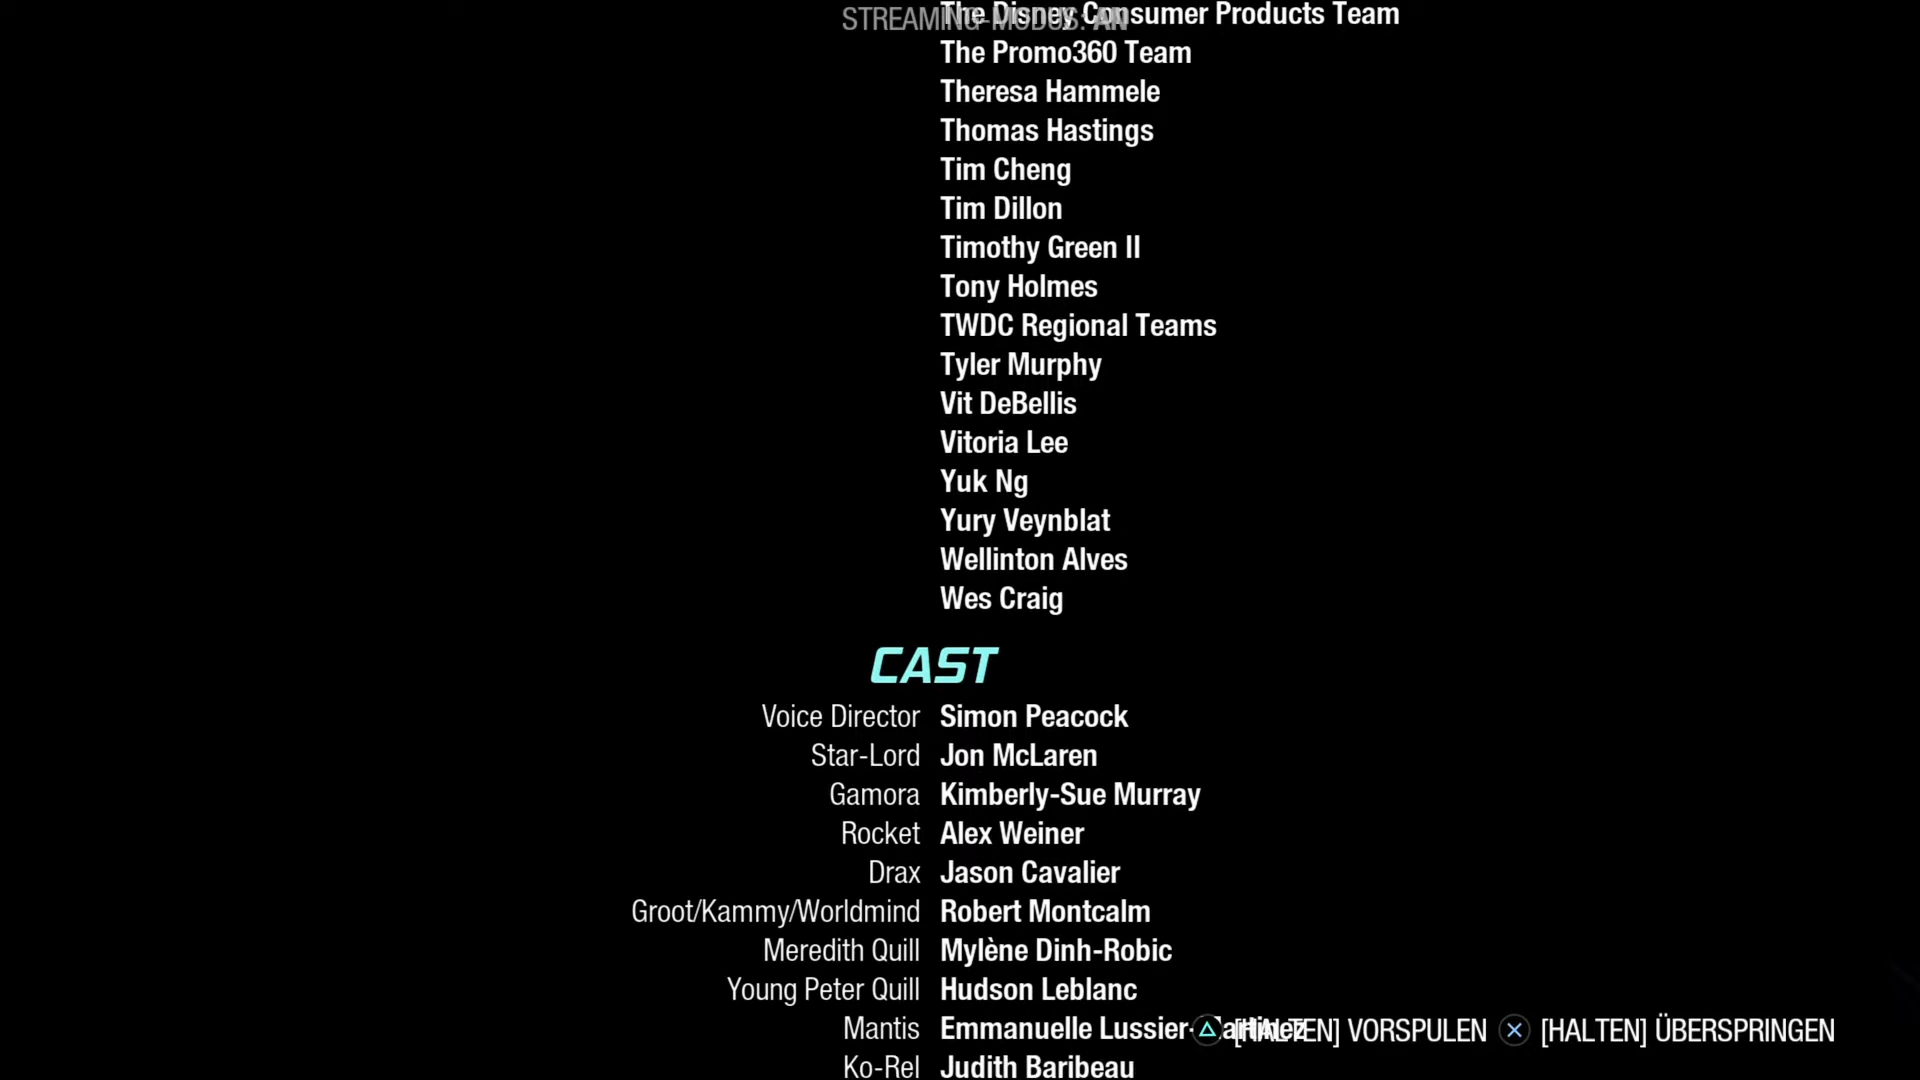 The Disney Consumer Products Team
STREAMING-MODUS: AN
The Promo360 Team
Theresa Hammele
Thomas Hastings
Tim Cheng
Tim Dillon
Timothy Green II
Tony Holmes
TWDC Regional Teams
Tyler Murphy
Vit DeBellis
Vitoria Lee
Yuk Ng
Yury Veynblat
Wellinton Alves
Wes Craig
CAST
Voice Director Simon Peacock
Star-Lord Jon McLaren
Gamora Kimberly-Sue Murray
Rocket Alex Weiner
Drax Jason Cavalier
Groot/Kammy/Worldmind Robert Montcalm
Meredith Quill Mylène Dinh-Robic
Young Peter Quill Hudson Leblanc
Mantis Emmanuelle Lussier-Martinez
[HALTEN] VORSPULEN [HALTEN] ÜBERSPRINGEN
Ko-Rel Judith Baribeau